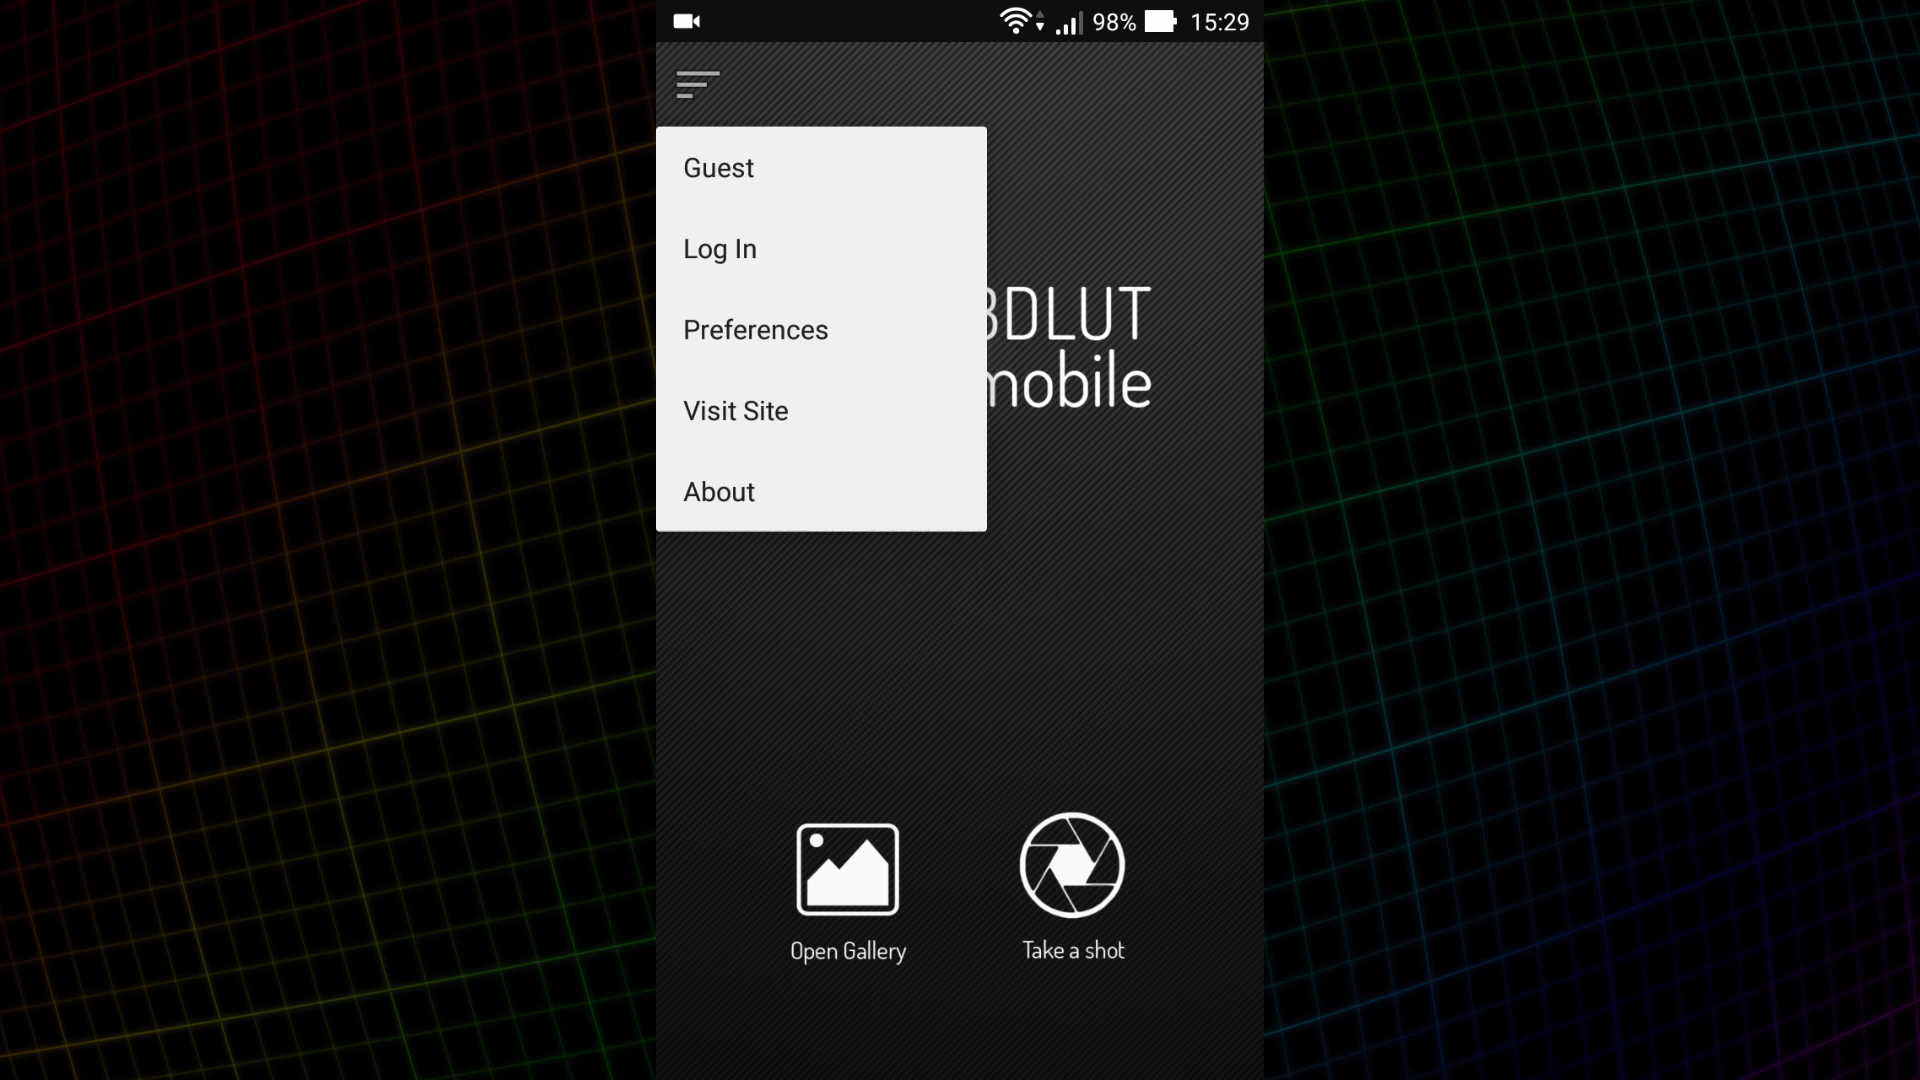 98% 15:29
Guest
Log In
Preferences
Visit Site
About
3DLUT
mobile
Open Gallery
Take a shot